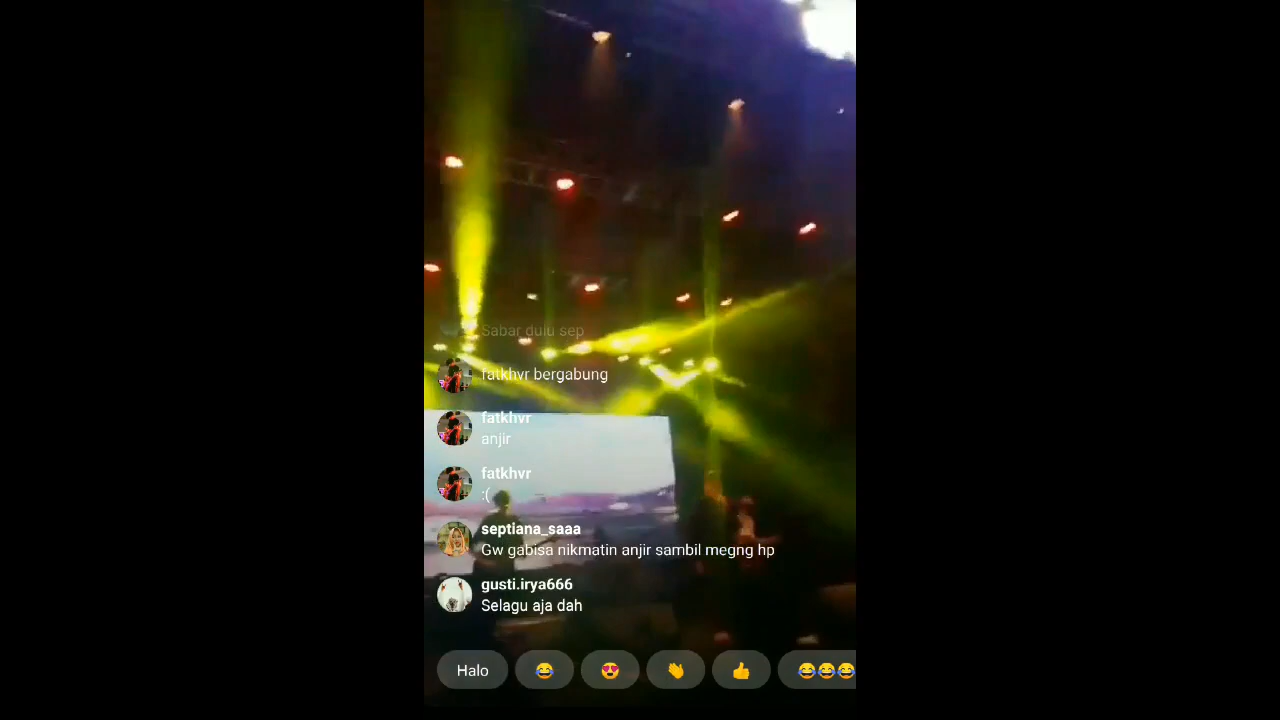 Sabar dulu sep
fatkhvr bergabung
fatkhvr
anjir
fatkhvr
:(
septiana_saaa
Gw gabisa nikmatin anjir sambil megng hp
gusti.irya666
Selagu aja dah
Halo